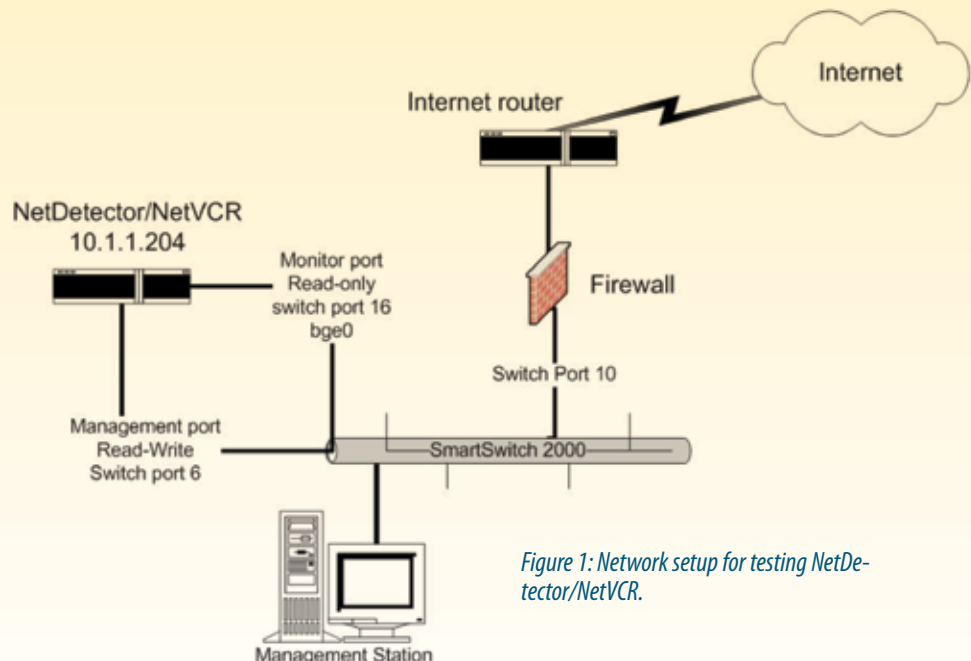 Internet
Internet router
NetDetector/NetVCR
10.1.1.204
Monitor port
Read-only
switch port 16
bge0
Firewall
Switch Port 10
Management port
Read-Write
Switch port 6
SmartSwitch 2000
Figure 1: Network setup for testing NetDe-
tector/NetVCR.
Management Station